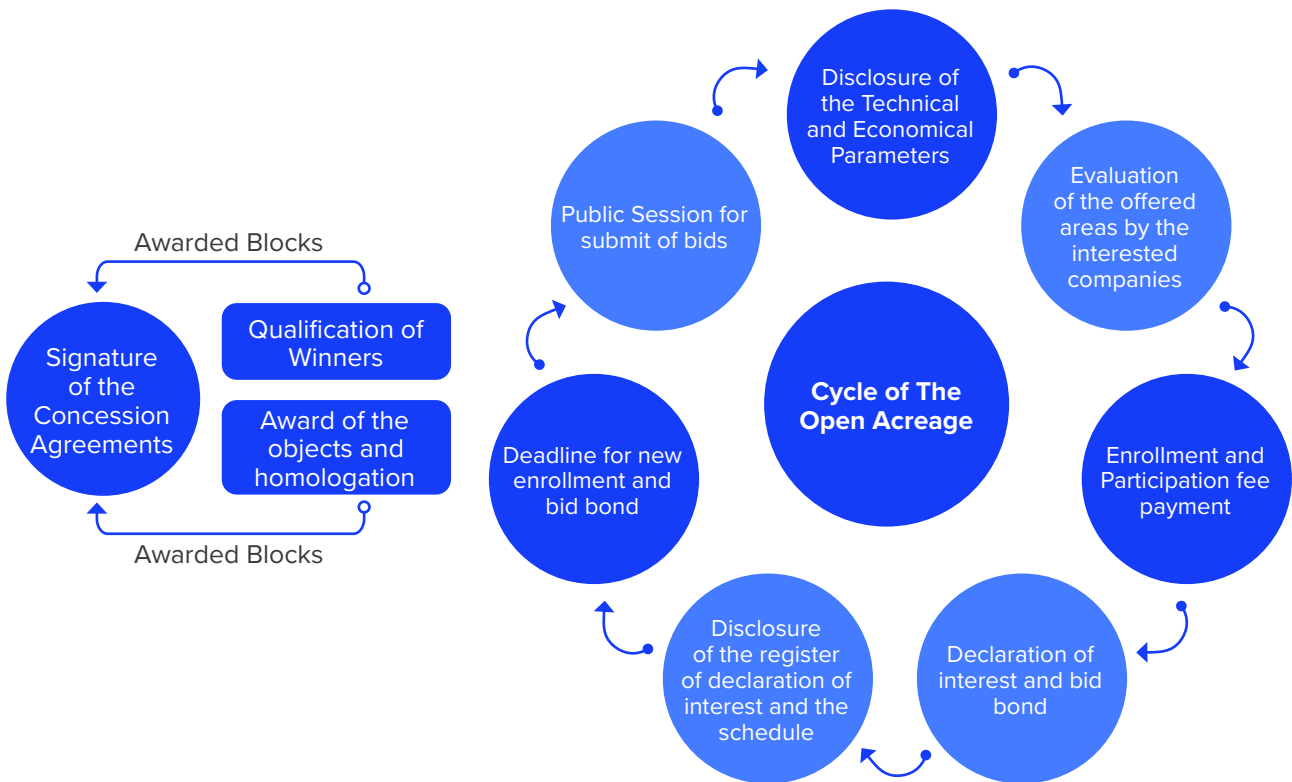 Awarded Blocks
Signature
of the
Concession
Agreements
Qualification of
Winners
Award of the
objects and
homologation
Awarded Blocks
Disclosure of
the Technical
and Economical
Parameters
Evaluation
of the offered
areas by the
interested
companies
Enrollment and
Participation fee
payment
Declaration of
interest and bid
bond
Disclosure
of the register
of declaration of
interest and the
schedule
Deadline for new
enrollment and
bid bond
Public Session for
submit of bids
Cycle of The
Open Acreage